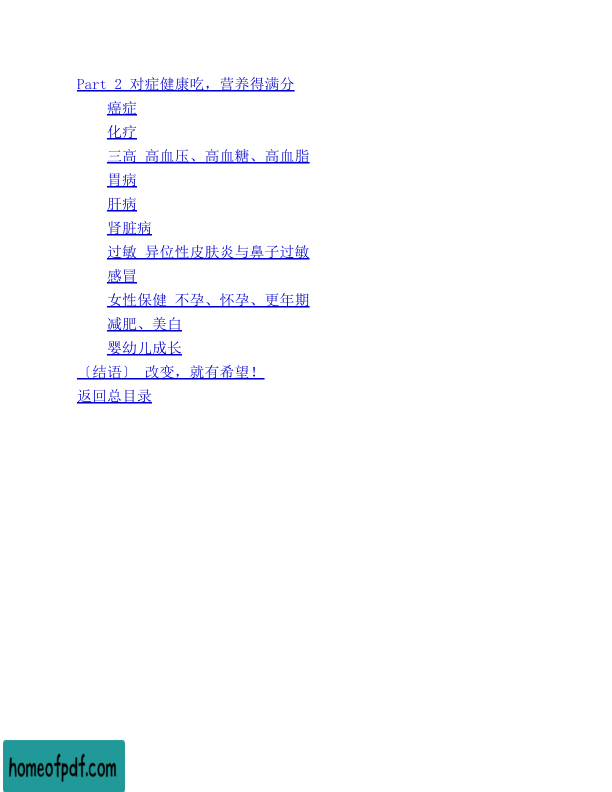 Part 2 对症健康吃，营养得满分
癌症
化疗
三高 高血压、高血糖、高血脂
胃病
肝病
肾脏病
过敏 异位性皮肤炎与鼻子过敏
感冒
女性保健 不孕、怀孕、更年期
减肥、美白
婴幼儿成长
〔结语〕 改变，就有希望！
返回总目录
homeofpdf.com